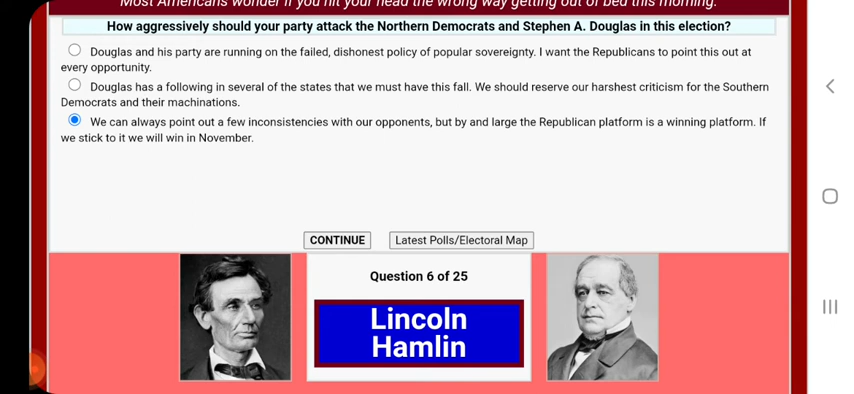 Most Americans wonder if you hit your head the wrong way getting out of bed this morning.
How aggressively should your party attack the Northern Democrats and Stephen A. Douglas in this election?
Douglas and his party are running on the failed, dishonest policy of popular sovereignty. I want the Republicans to point this out at
every opportunity.
Douglas has a following in several of the states that we must have this fall. We should reserve our harshest criticism for the Southern
Democrats and their machinations.
We can always point out a few inconsistencies with our opponents, but by and large the Republican platform is a winning platform. If
we stick to it we will win in November.
CONTINUE Latest Polls/Electoral Map
Question 6 of 25
Lincoln
Hamlin